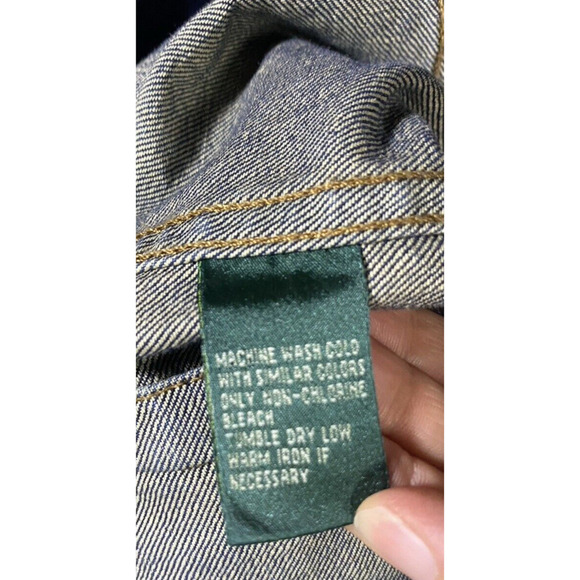 MACHINE WASH COLD
WITH SIMILAR COLORS
ONLY NON-CHLORINE
BLEACH
TUMBLE DRY LOW
WARM IRON IF
NECESSARY